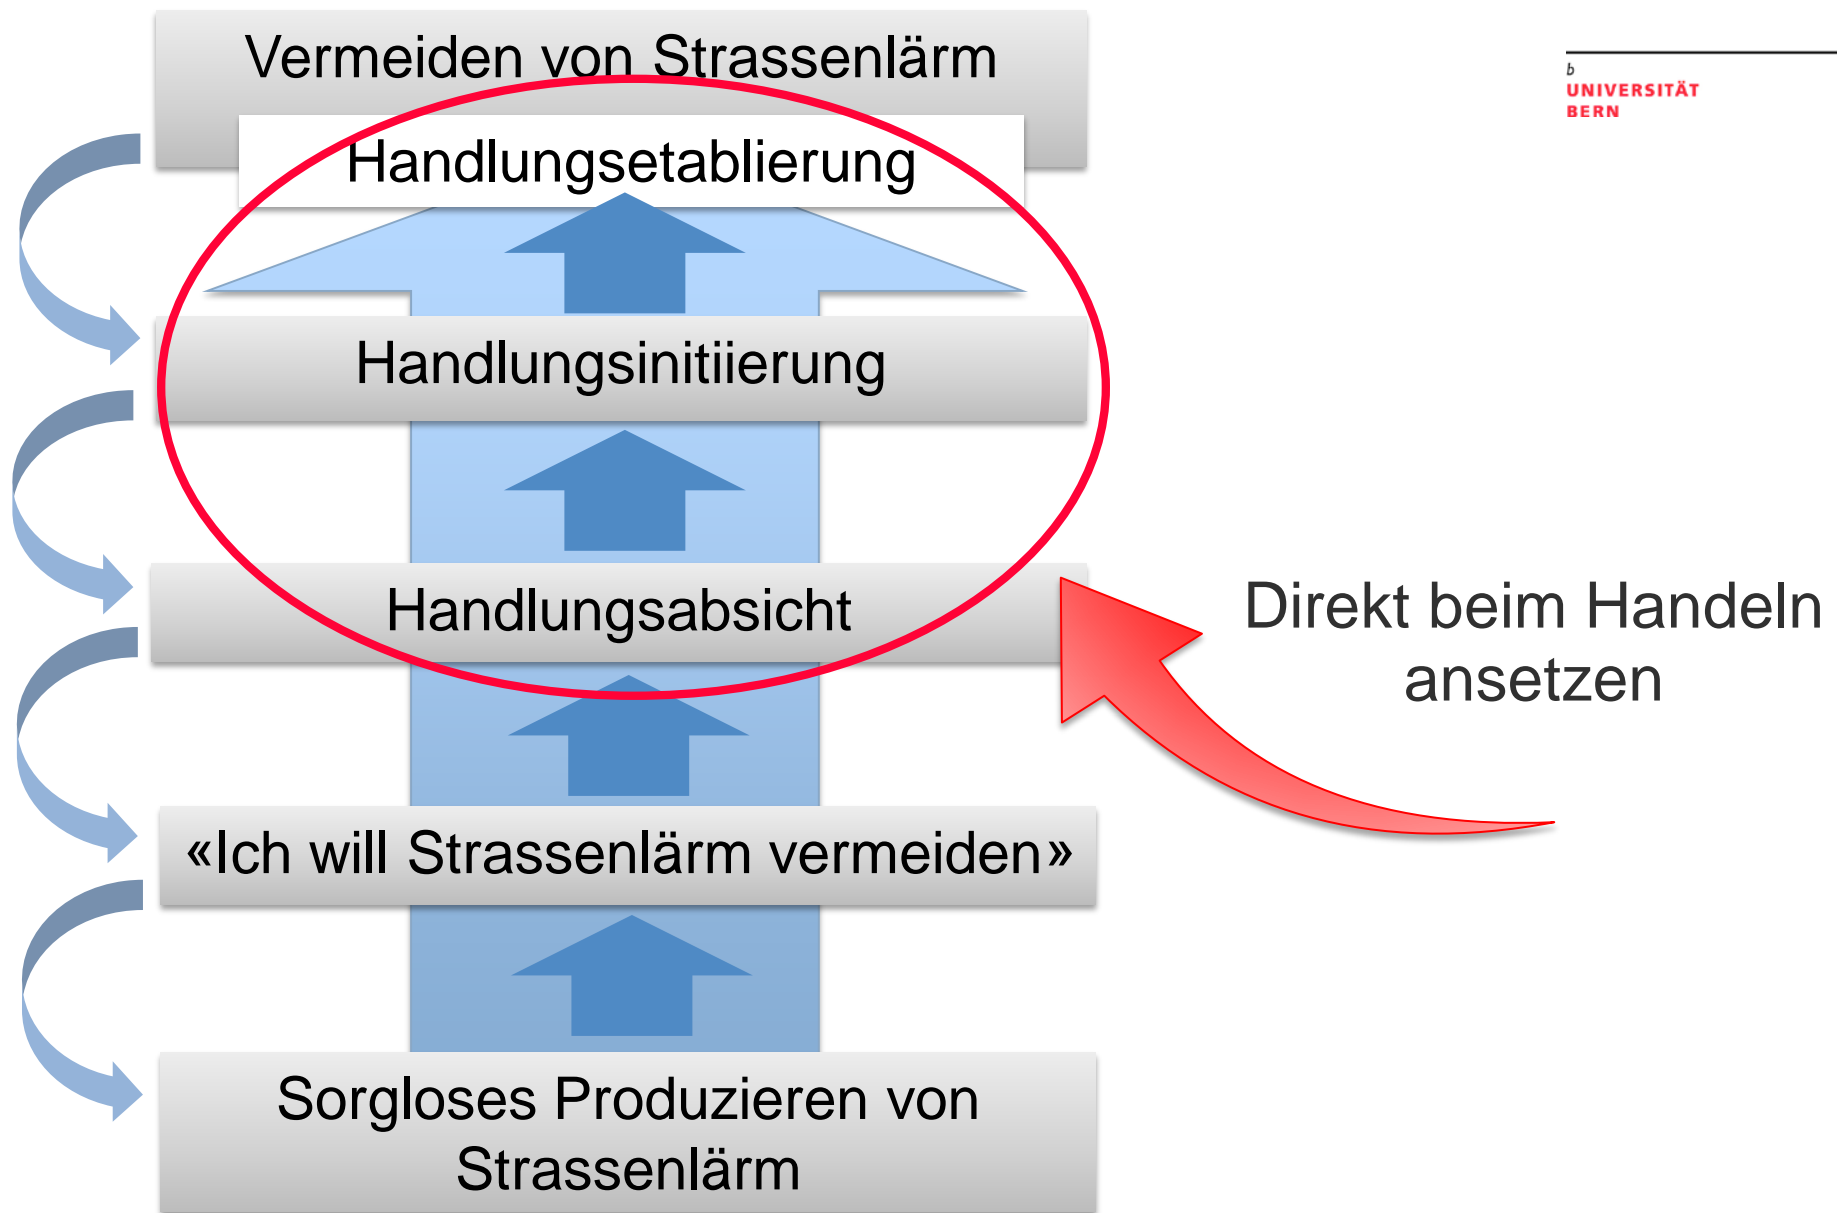 Vermeiden von Strassenlärm
Handlungsetablierung
b
UNIVERSITÄT
BERN
Handlungsinitiierung
Handlungsabsicht
Direkt beim Handeln
ansetzen
«Ich will Strassenlärm vermeiden»
Sorgloses Produzieren von
Strassenlärm